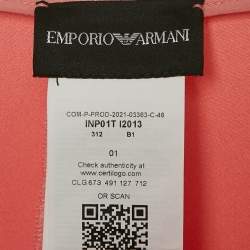 EMPORIO ARMANI
COM-P-PROD-2021-03363-C-46
INP01T I2013
312 B1
01
Check authenticity at
www.certilogo.com
CLG 673 491 127 712
OR SCAN